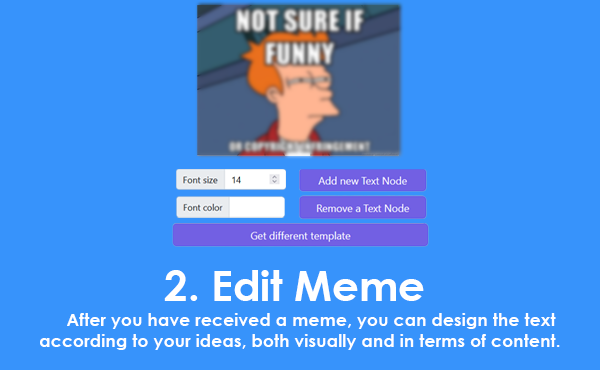 NOT SURE IF
FUNNY
OR COPYRIGHT INFRINGEMENT
Font size 14 Add new Text Node
Font color Remove a Text Node
Get different template
2. Edit Meme
After you have received a meme, you can design the text
according to your ideas, both visually and in terms of content.